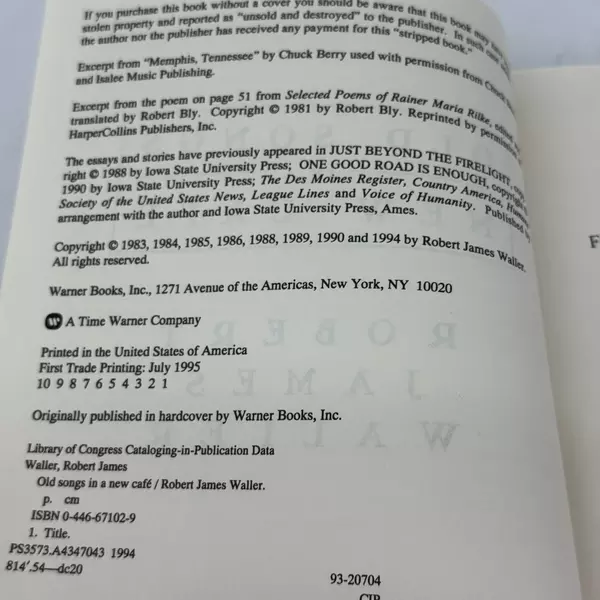 If you purchase this book without a cover you should be aware that this book may have
stolen property and reported as "unsold and destroyed" to the publisher. In such case
the author nor the publisher has received any payment for this "stripped book."
Excerpt from "Memphis, Tennessee" by Chuck Berry used with permission from Chuck
and Isalee Music Publishing.
Excerpt from the poem on page 51 from Selected Poems of Rainer Maria Rilke,
translated by Robert Bly. Copyright © 1981 by Robert Bly. Reprinted by permission
HarperCollins Publishers, Inc.
The essays and stories have previously appeared in JUST BEYOND THE FIRELIGHT,
right © 1988 by Iowa State University Press; ONE GOOD ROAD IS ENOUGH, copyright
1990 by Iowa State University Press; The Des Moines Register, Country America,
Society of the United States News, League Lines and Voice of Humanity. Published by
arrangement with the author and Iowa State University Press, Ames.
Copyright © 1983, 1984, 1985, 1986, 1988, 1989, 1990 and 1994 by Robert James Waller.
All rights reserved.
Warner Books, Inc., 1271 Avenue of the Americas, New York, NY 10020
A Time Warner Company
Printed in the United States of America
First Trade Printing: July 1995
10 9 8 7 6 5 4 3 2 1
Originally published in hardcover by Warner Books, Inc.
Library of Congress Cataloging-in-Publication Data
Waller, Robert James
Old songs in a new café / Robert James Waller.
p. cm
ISBN 0-446-67102-9
1. Title.
PS3573.A4347043 1994
814'.54—dc20
93-20704
CIP
F